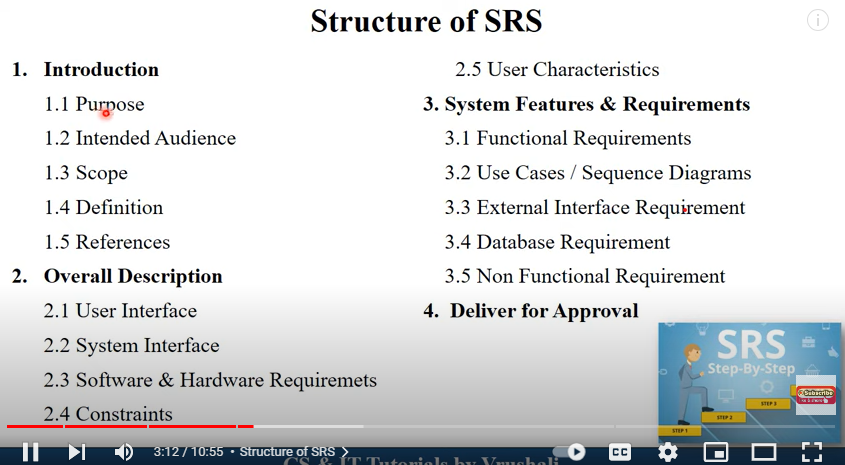 Structure of SRS
1. Introduction
1.1 Purpose
1.2 Intended Audience
1.3 Scope
1.4 Definition
1.5 References
2. Overall Description
2.1 User Interface
2.2 System Interface
2.3 Software & Hardware Requiremets
2.4 Constraints
2.5 User Characteristics
3. System Features & Requirements
3.1 Functional Requirements
3.2 Use Cases / Sequence Diagrams
3.3 External Interface Requirement
3.4 Database Requirement
3.5 Non Functional Requirement
4. Deliver for Approval
SRS
Step-By-Step
STEP 3
STEP 2
STEP 1
Subscribe
3:12 / 10:55 • Structure of SRS
CC
CS & IT Tutorials by Vrushali